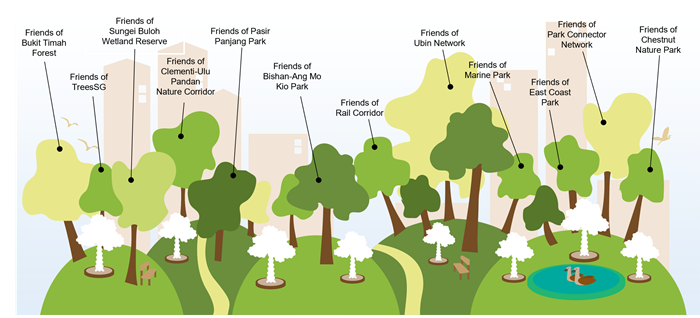 Friends of
Bukit Timah
Forest
Friends of
TreesSG
Friends of
Sungei Buloh
Wetland Reserve
Friends of
Clementi-Ulu
Pandan
Nature Corridor
Friends of Pasir
Panjang Park
Friends of
Bishan-Ang Mo
Kio Park
Friends of
Rail Corridor
Friends of
Ubin Network
Friends of
Marine Park
Friends of
East Coast
Park
Friends of
Park Connector
Network
Friends of
Chestnut
Nature Park